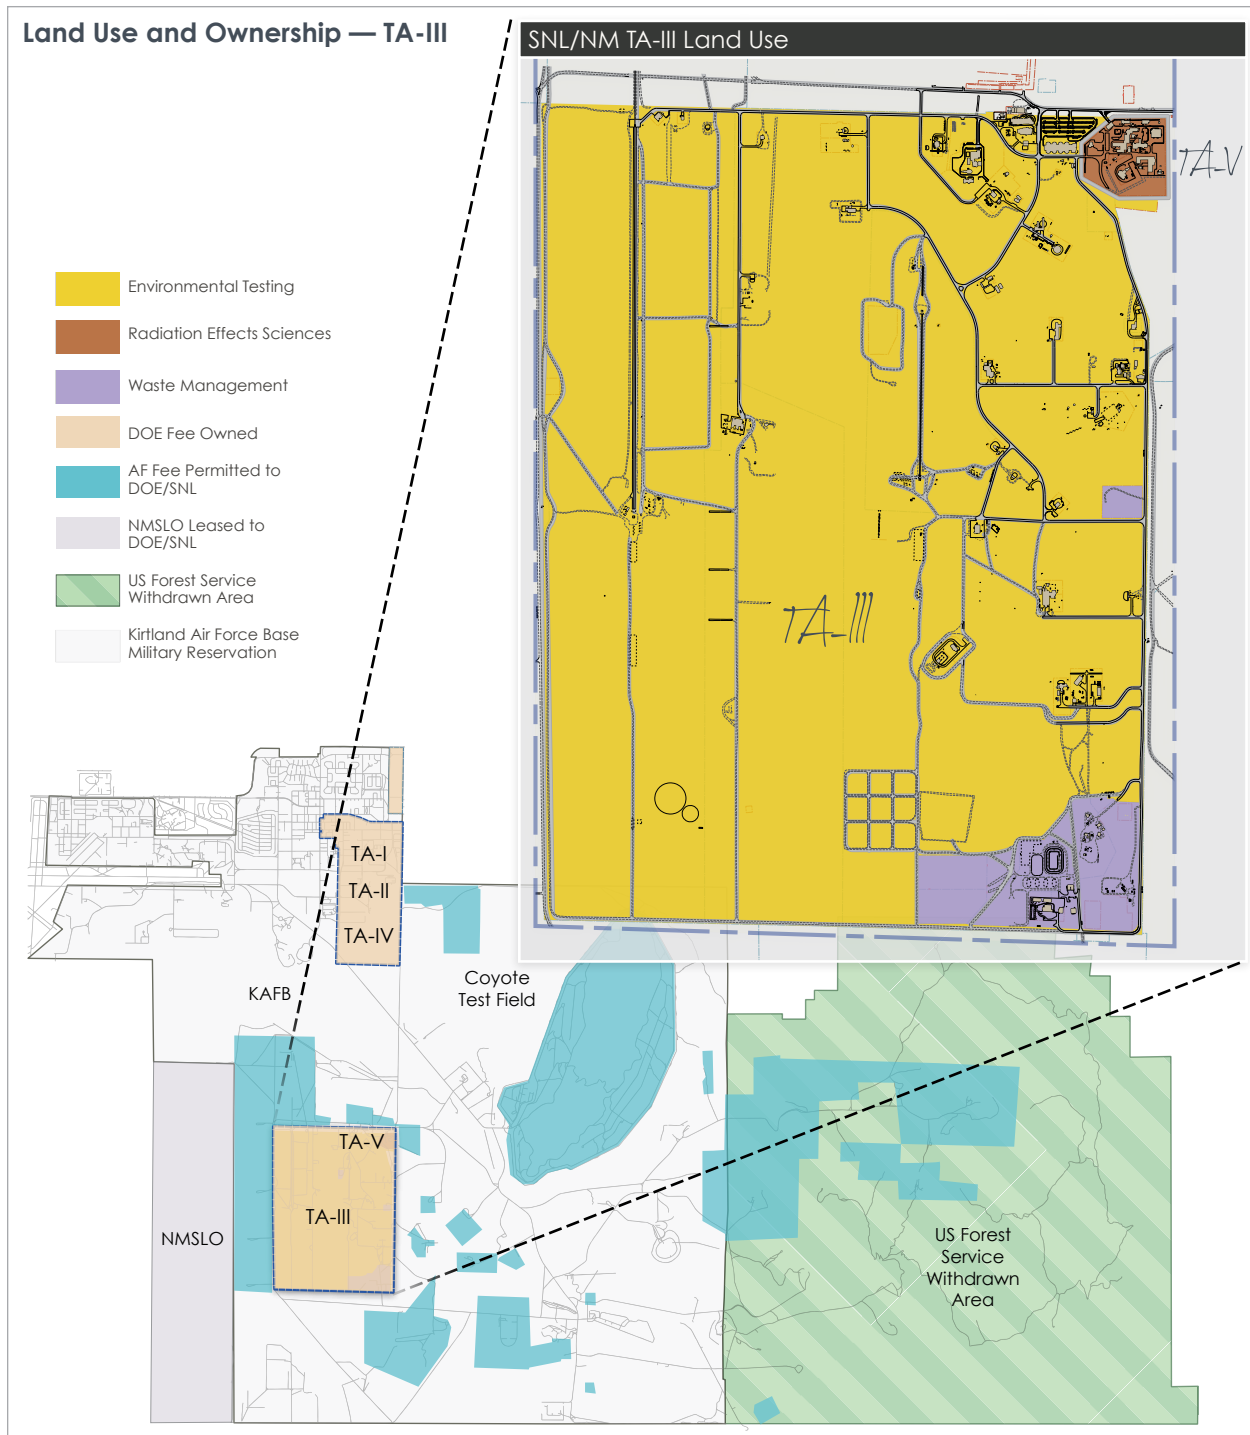 Land Use and Ownership — TA-III
SNL/NM TA-III Land Use
TA-V
TA-III
Environmental Testing
Radiation Effects Sciences
Waste Management
DOE Fee Owned
AF Fee Permitted to
DOE/SNL
NMSLO Leased to
DOE/SNL
US Forest Service
Withdrawn Area
Kirtland Air Force Base
Military Reservation
TA-I
TA-II
TA-IV
KAFB
Coyote
Test Field
TA-V
TA-III
NMSLO
US Forest
Service
Withdrawn
Area